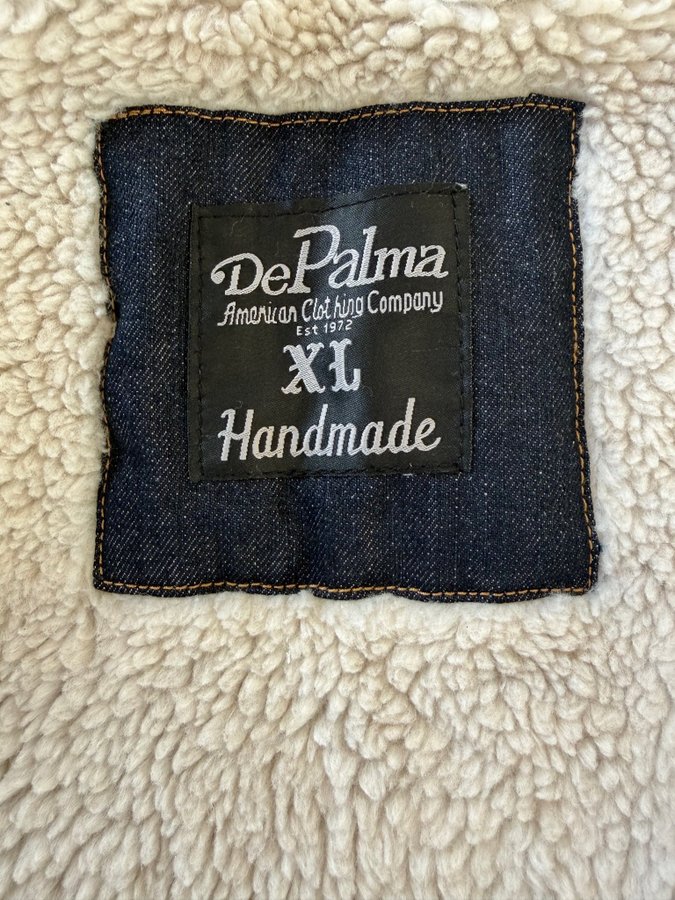 DePalma
American Clothing Company
Est 1972
XL
Handmade